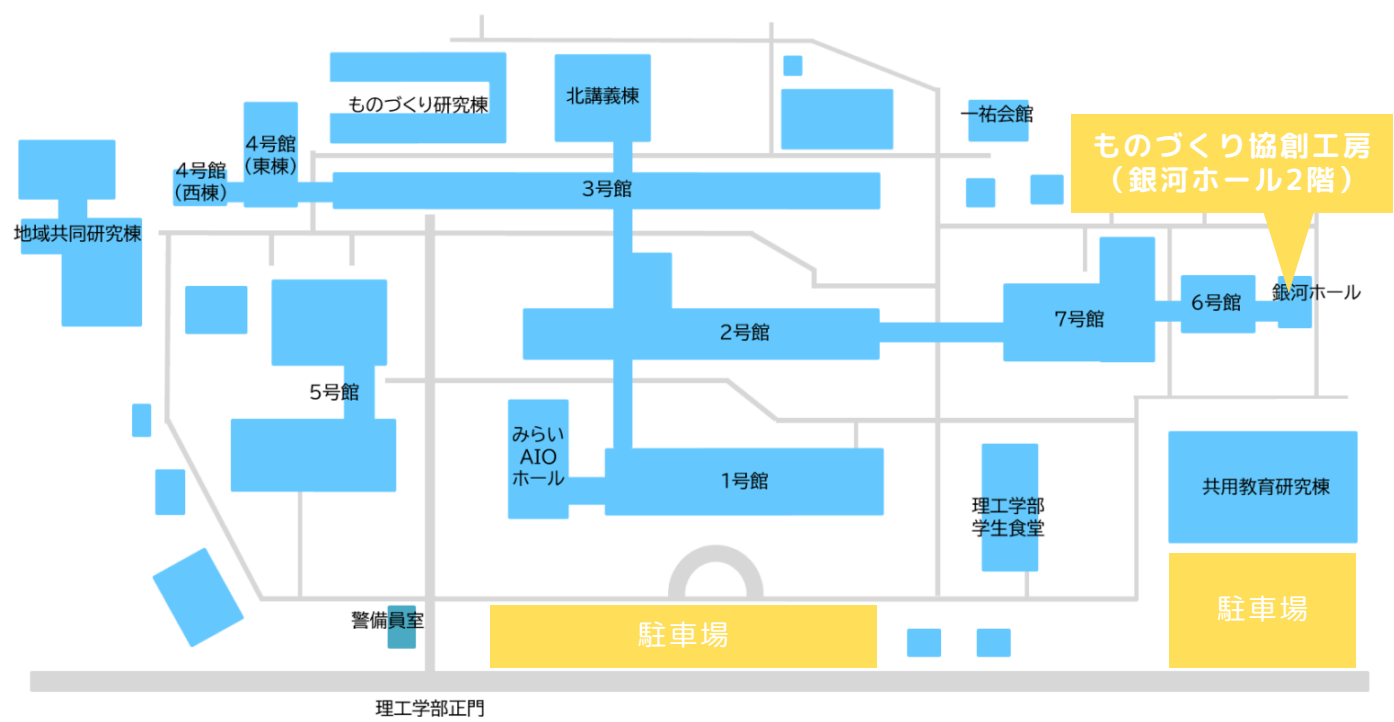 ものづくり研究棟
北講義棟
一祐会館
4号館
(東棟)
4号館
(西棟)
3号館
ものづくり協創工房
(銀河ホール2階)
地域共同研究棟
2号館
7号館
6号館
銀河ホール
5号館
みらい
AIO
ホール
1号館
理工学部
学生食堂
共用教育研究棟
警備員室
駐車場
駐車場
理工学部正門